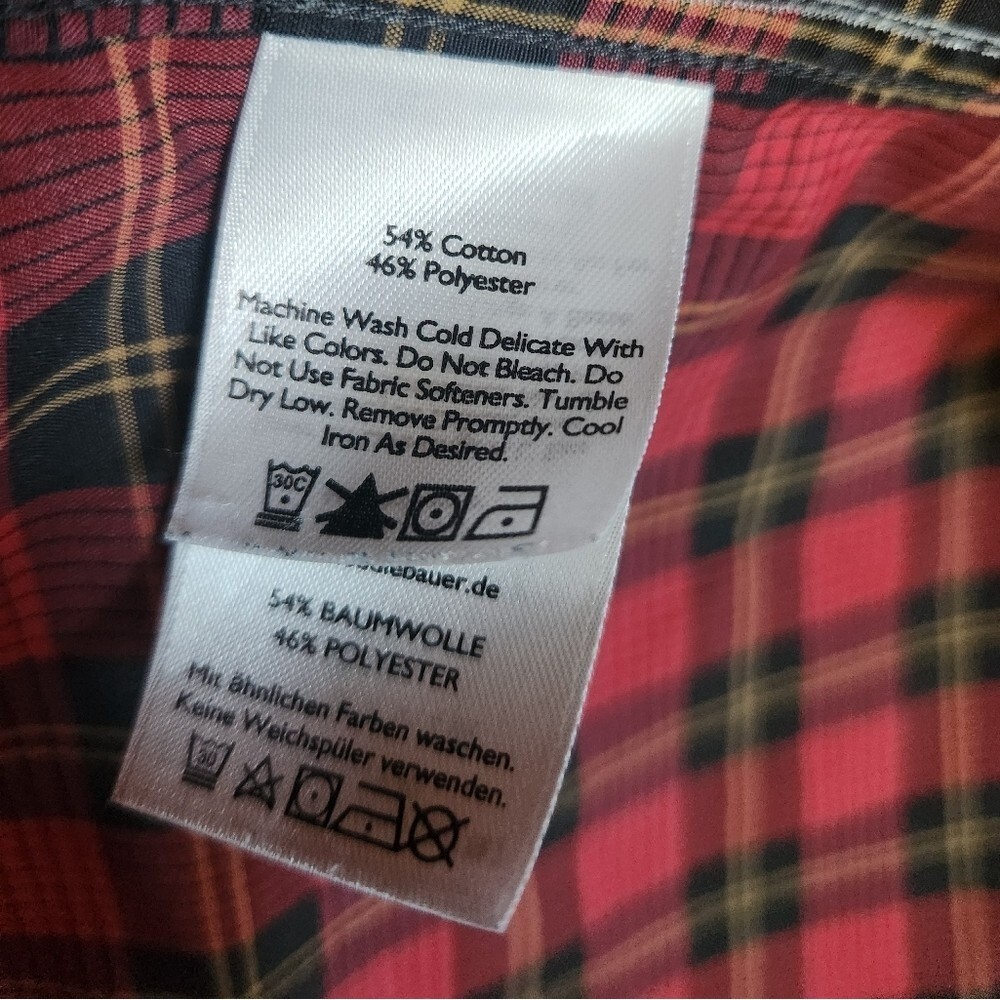 54% Cotton
46% Polyester
Machine Wash Cold Delicate With
Like Colors. Do Not Bleach. Do
Not Use Fabric Softeners. Tumble
Dry Low. Remove Promptly. Cool
Iron As Desired.
30C
54% BAUMWOLLE
46% POLYESTER
Mit ähnlichen Farben waschen.
Keine Weichspüler verwenden.
30